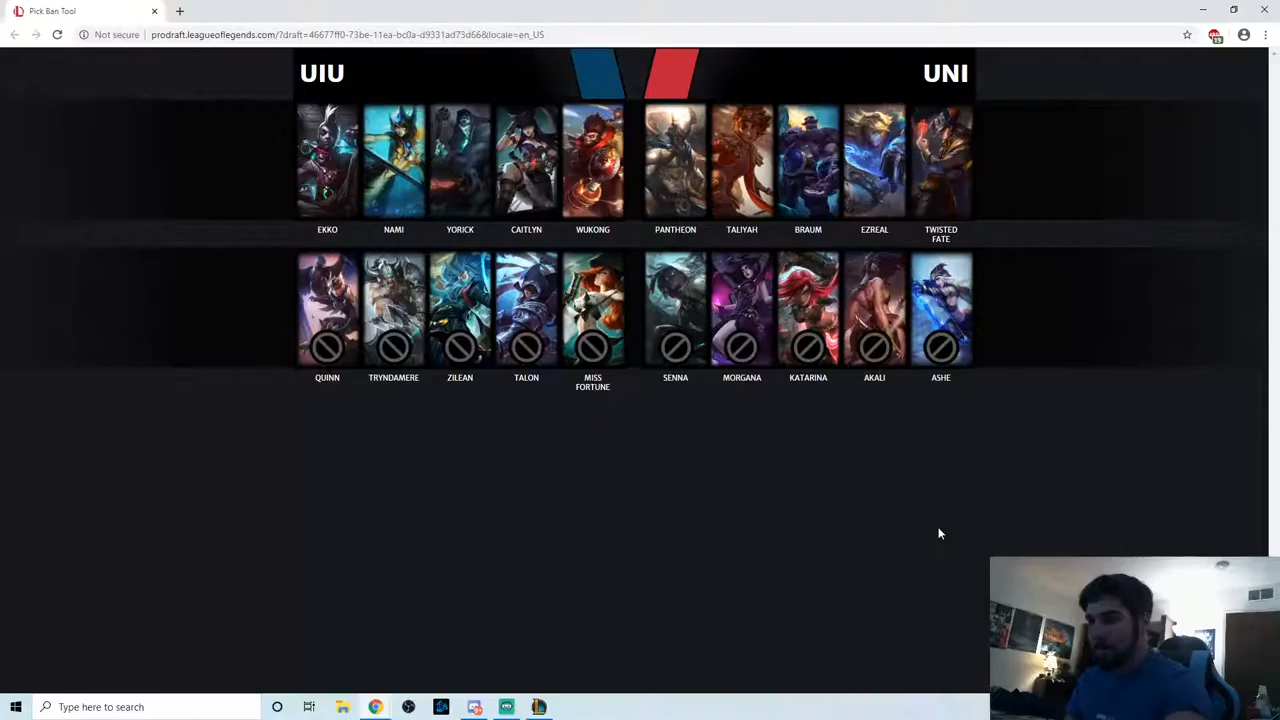 Pick Ban Tool
Not secure
prodraft.leagueoflegends.com/?draft=46677ff0-73be-11ea-bc0a-d9331ad73d66&locale=en_US
UIU
UNI
EKKO
NAMI
YORICK
CAITLYN
WUKONG
PANTHEON
TALIYAH
BRAUM
EZREAL
TWISTED
FATE
QUINN
TRYNDAMERE
ZILEAN
TALON
MISS
FORTUNE
SENNA
MORGANA
KATARINA
AKALI
ASHE
Type here to search